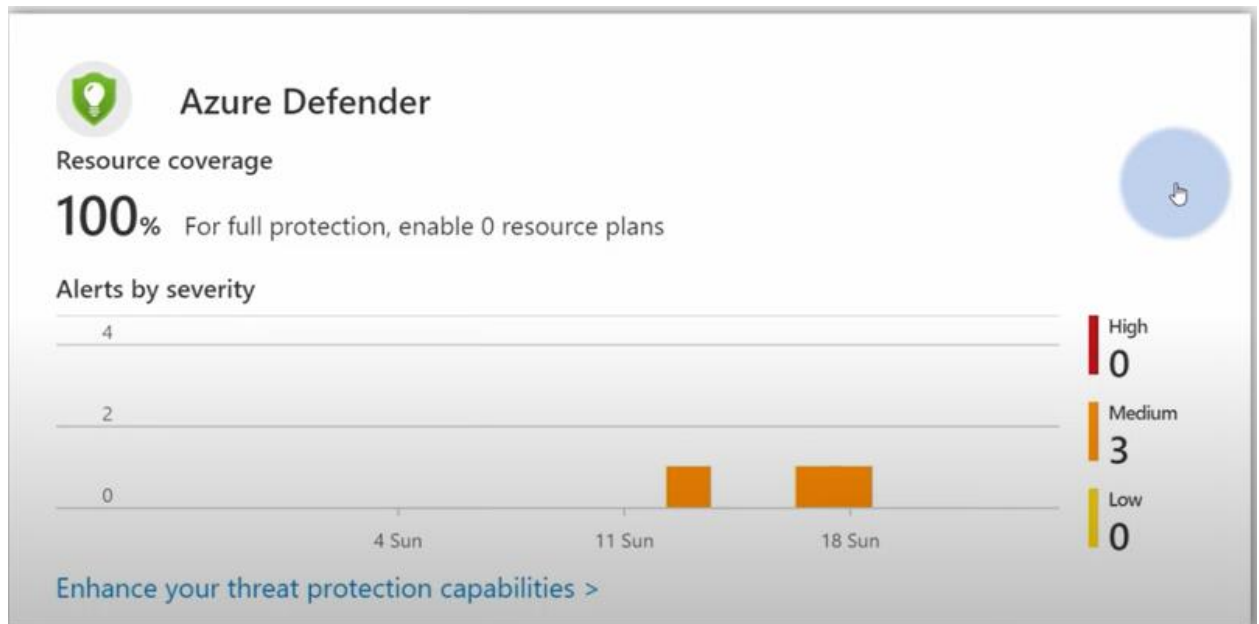 Azure Defender
Resource coverage
100% For full protection, enable 0 resource plans
Alerts by severity
4
2
0
4 Sun 11 Sun 18 Sun
High
0
Medium
3
Low
0
Enhance your threat protection capabilities >